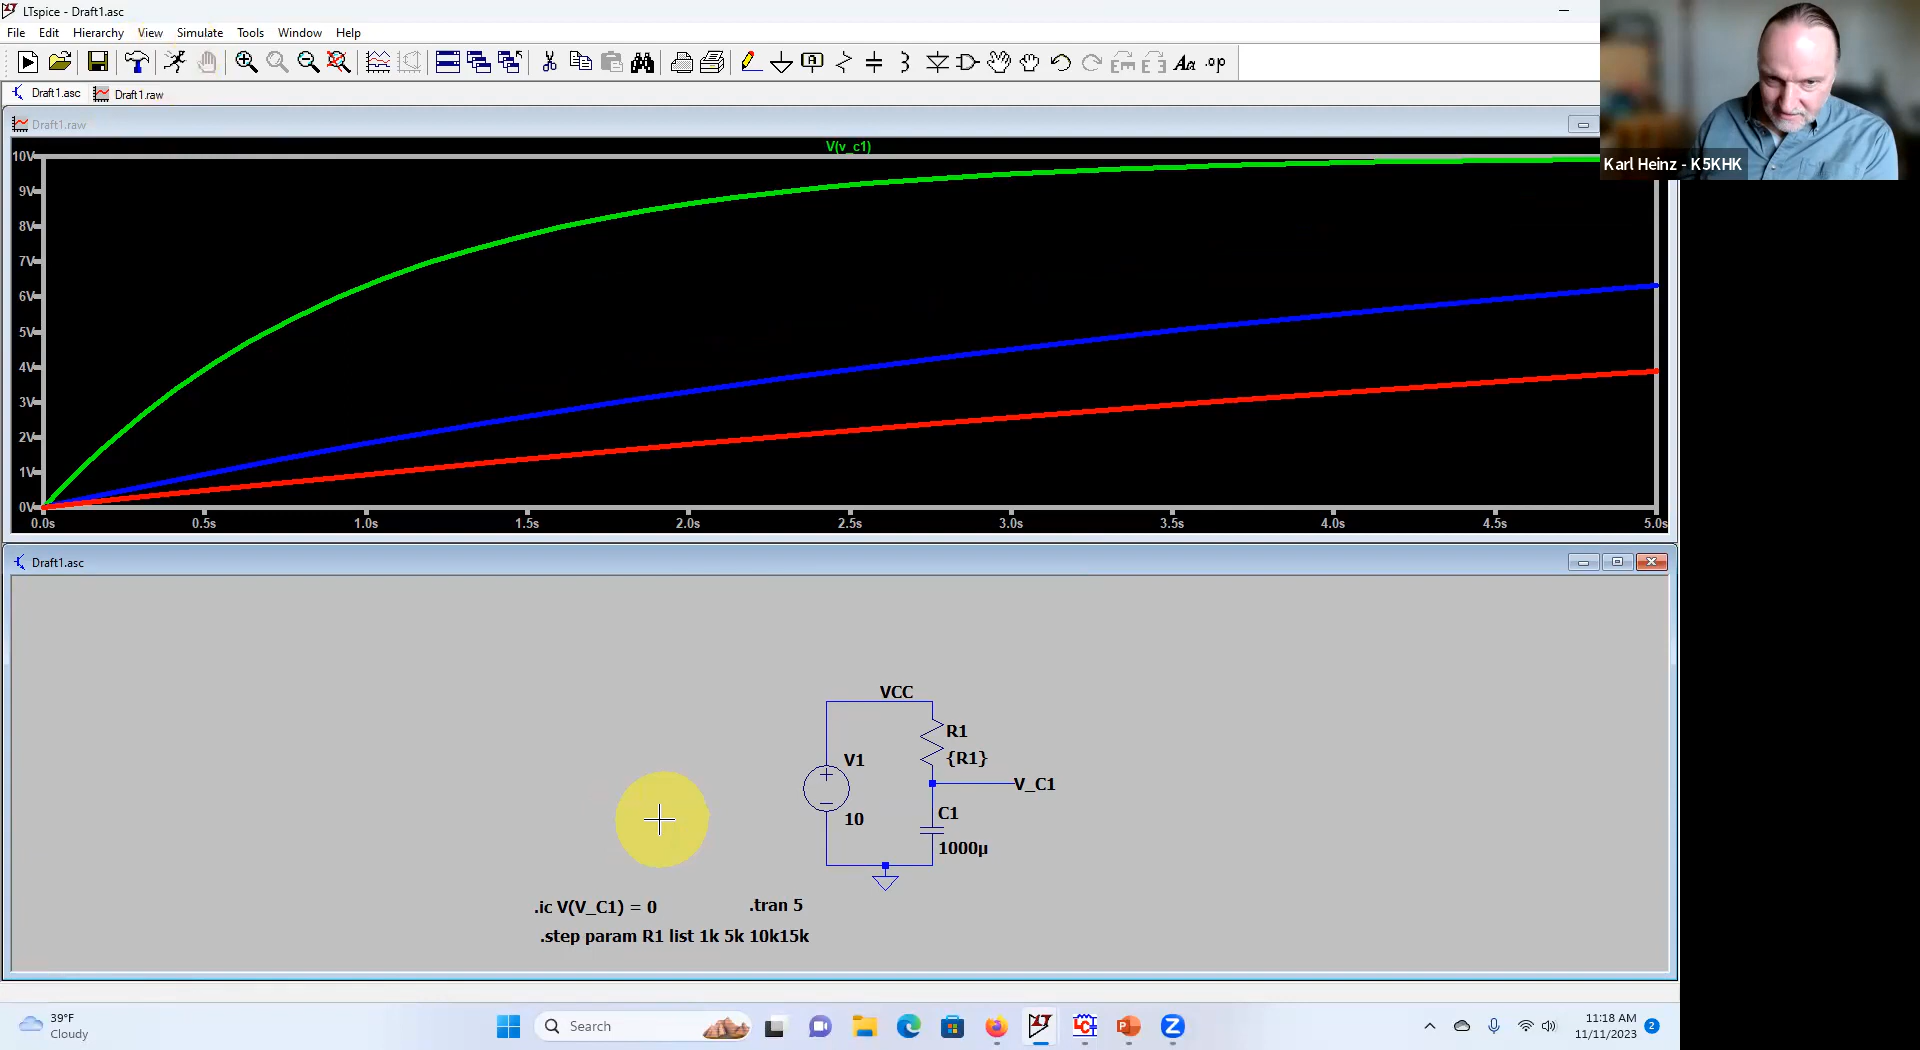 LTspice - Draft1.asc
File Edit Hierarchy View Simulate Tools Window Help
A Aa .op
Draft1.asc Draft1.raw
Draft1.raw
V(v_c1)
10V
9V
8V
7V
6V
5V
4V
3V
2V
1V
0V
0.0s 0.5s 1.0s 1.5s 2.0s 2.5s 3.0s 3.5s 4.0s 4.5s 5.0s
Karl Heinz - K5KHK
Draft1.asc
VCC
R1
{R1}
V1
V_C1
C1
10
1000µ
.ic V(V_C1) = 0
.tran 5
.step param R1 list 1k 5k 10k15k
39°F
Cloudy
Search
11:18 AM
11/11/2023
2